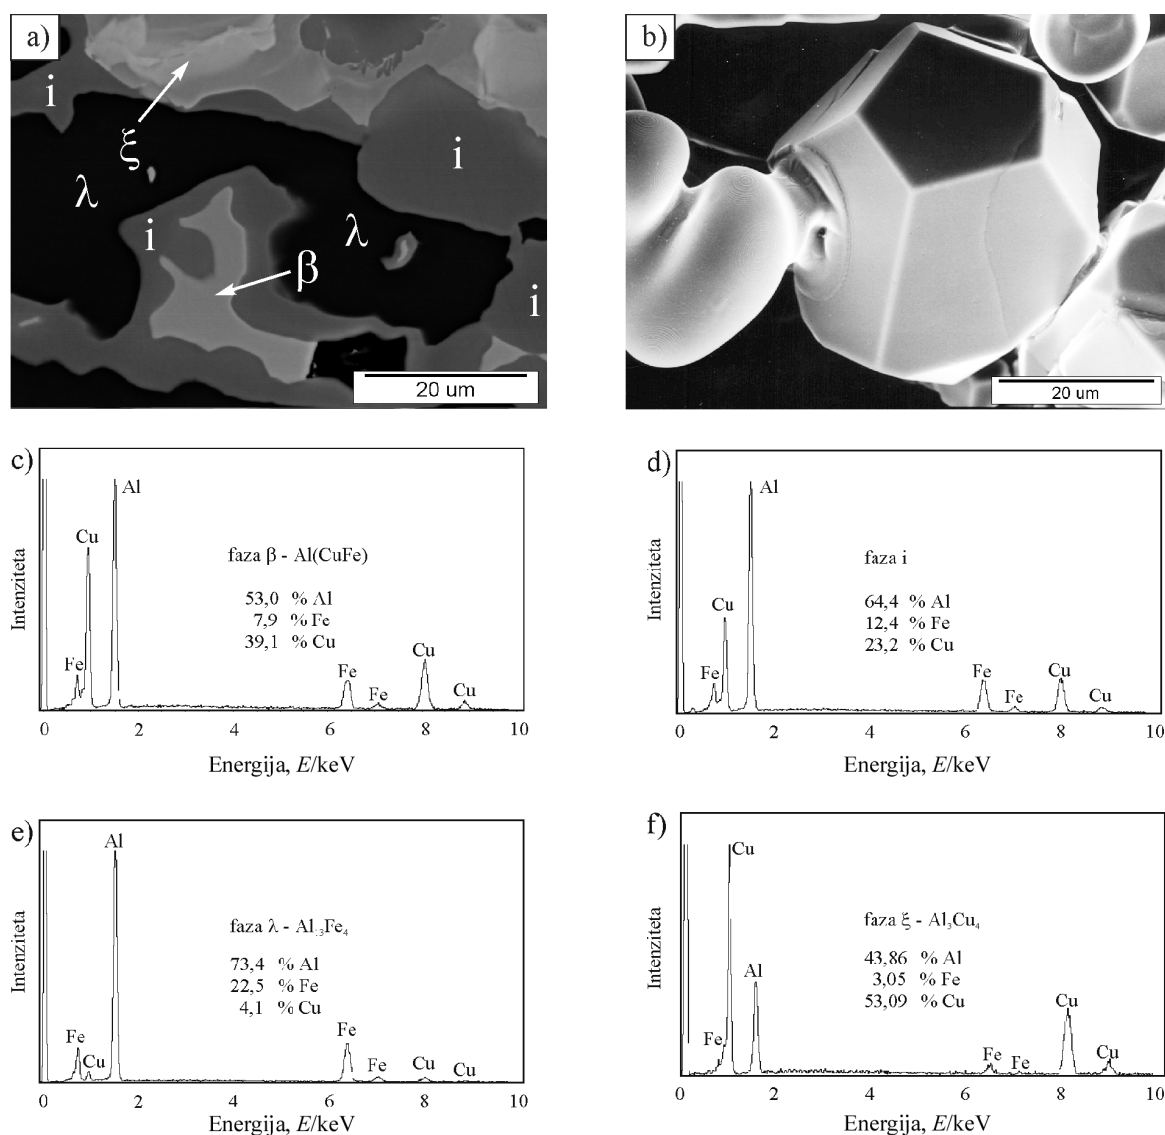 a)
ξ
i
i
λ
i
λ
β
i
20 um
b)
20 um
c)
Intenziteta
Al
Cu
Fe
faza β - Al(CuFe)
53,0 % Al
7,9 % Fe
39,1 % Cu
Fe
Fe
Cu
Cu
0 2 4 6 8 10
Energija, E/keV
d)
Intenziteta
Al
Cu
Fe
faza i
64,4 % Al
12,4 % Fe
23,2 % Cu
Fe
Fe
Cu
Cu
0 2 4 6 8 10
Energija, E/keV
e)
Intenziteta
Al
Fe
Cu
faza λ - Al₁₃Fe₄
73,4 % Al
22,5 % Fe
4,1 % Cu
Fe
Fe
Cu
Cu
0 2 4 6 8 10
Energija, E/keV
f)
Intenziteta
Cu
Al
Fe
faza ξ - Al₃Cu₄
43,86 % Al
3,05 % Fe
53,09 % Cu
Fe
Fe
Cu
Cu
0 2 4 6 8 10
Energija, E/keV